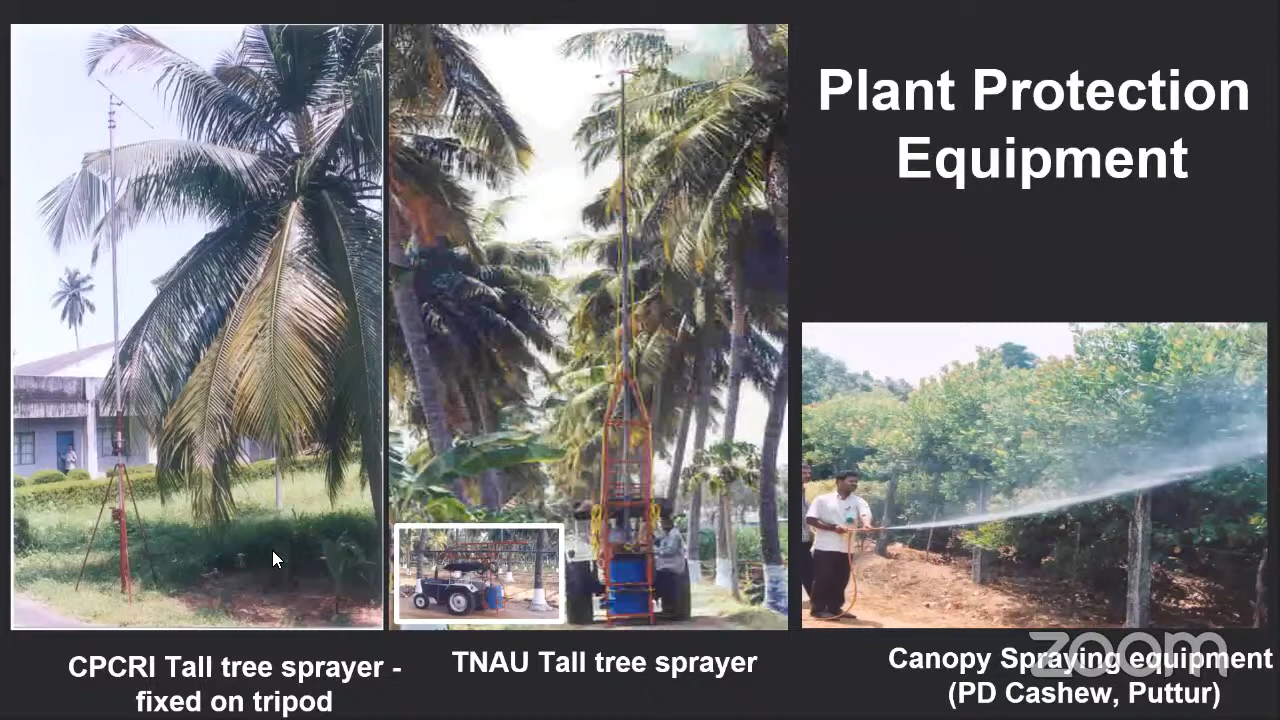 Plant Protection
Equipment
CPCRI Tall tree sprayer -
fixed on tripod
TNAU Tall tree sprayer
Canopy Spraying equipment
(PD Cashew, Puttur)
zoom